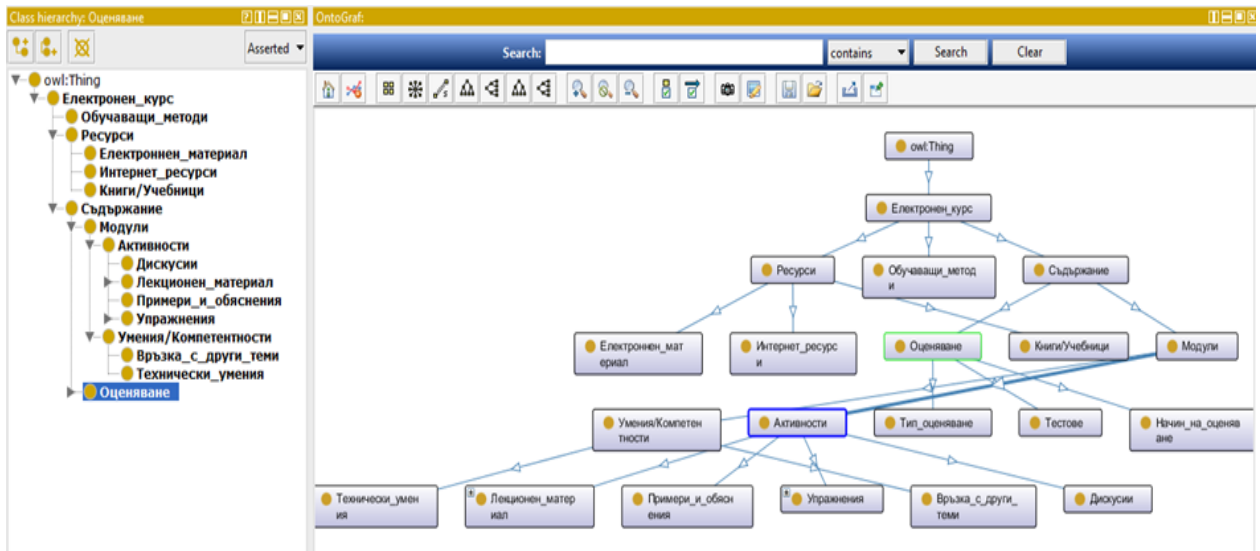 Class hierarchy: Оценяване
Asserted
owl:Thing
Електронен_курс
Обучаващи_методи
Ресурси
Електроннен_материал
Интернет_ресурси
Книги/Учебници
Съдържание
Модули
Активности
Дискусии
Лекционен_материал
Примери_и_обяснения
Упражнения
Умения/Компетентности
Връзка_с_други_теми
Технически_умения
Оценяване
OntoGraf:
Search:
contains
Search
Clear
owl:Thing
Електронен_курс
Ресурси
Обучаващи_метод
и
Съдържание
Електроннен_мат
ериал
Интернет_ресурс
и
Оценяване
Книги/Учебници
Модули
Умения/Компетен
тности
Активности
Тип_оценяване
Тестове
Начин_на_оценяв
ане
Технически_умен
ия
Лекционен_матер
иал
Примери_и_обясн
ения
Упражнения
Връзка_с_други_
теми
Дискусии